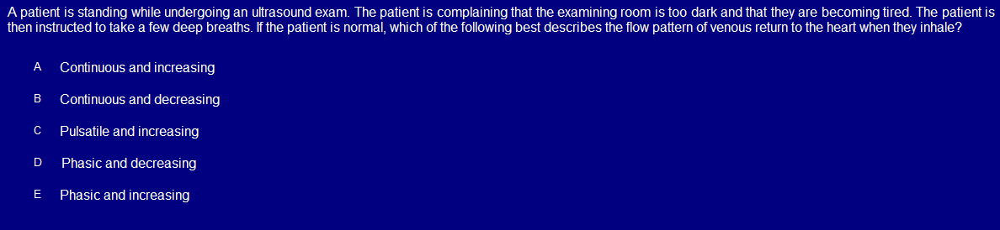 A patient is standing while undergoing an ultrasound exam. The patient is complaining that the examining room is too dark and that they are becoming tired. The patient is
then instructed to take a few deep breaths. If the patient is normal, which of the following best describes the flow pattern of venous return to the heart when they inhale?
A Continuous and increasing
B Continuous and decreasing
C Pulsatile and increasing
D Phasic and decreasing
E Phasic and increasing